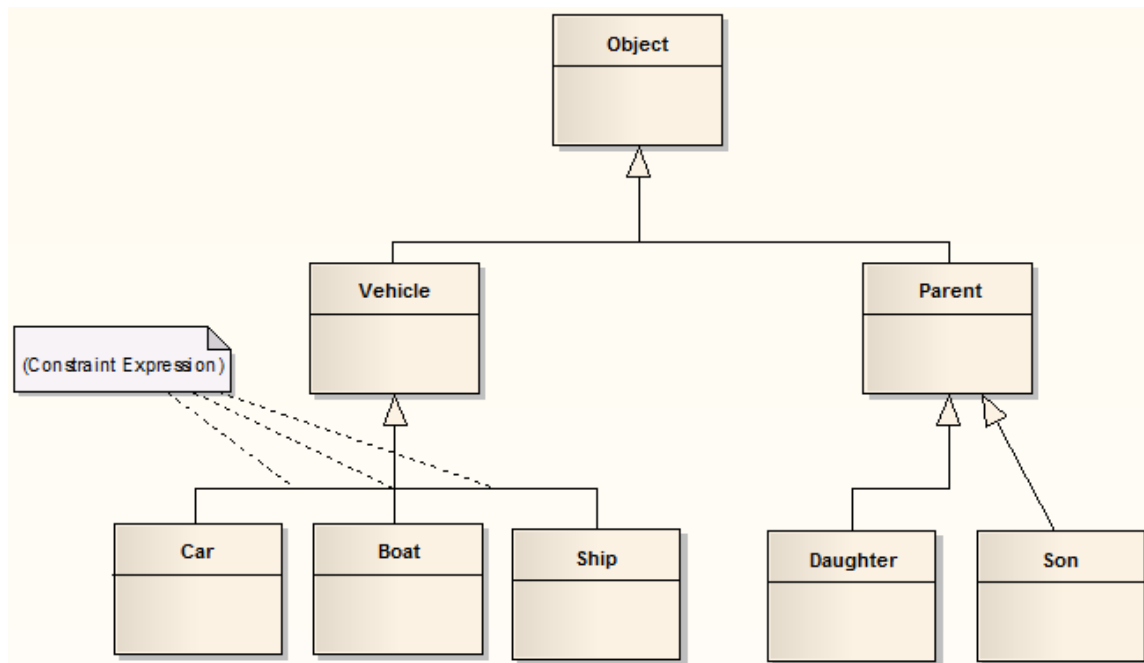 Object
Vehicle
Parent
(Constraint Expression)
Car
Boat
Ship
Daughter
Son